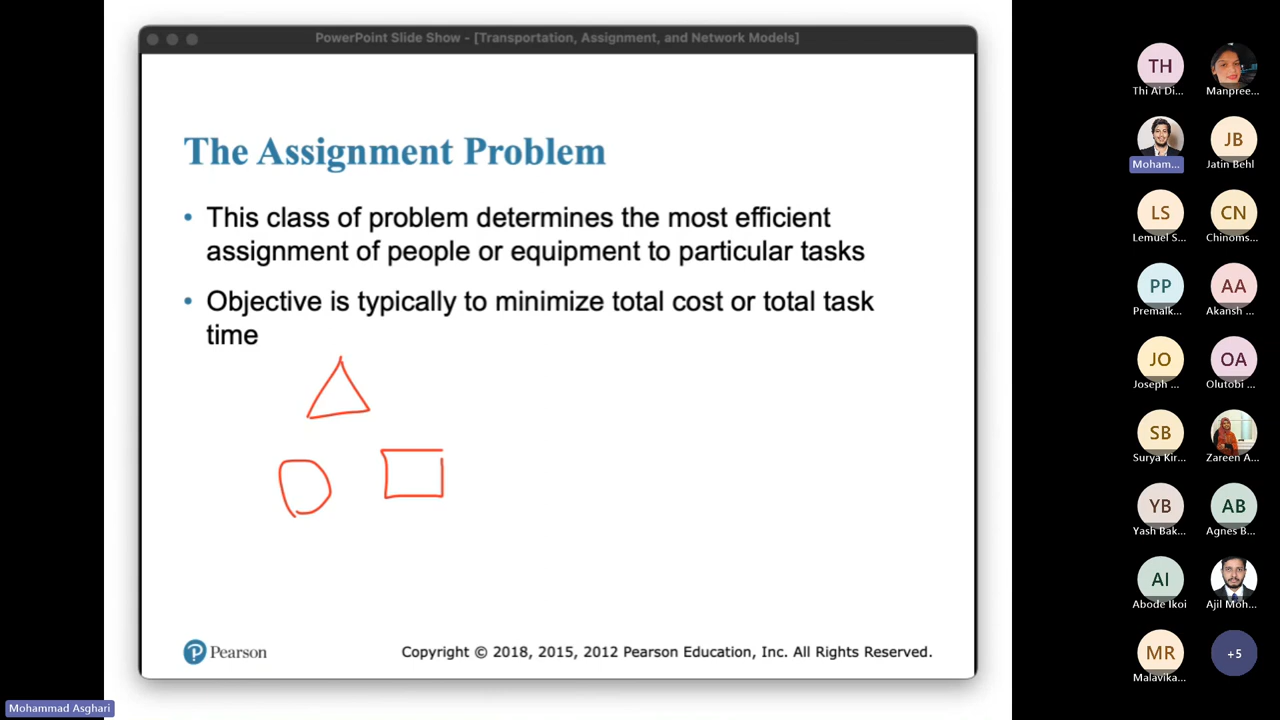 PowerPoint Slide Show - [Transportation, Assignment, and Network Models]
The Assignment Problem
• This class of problem determines the most efficient
assignment of people or equipment to particular tasks
• Objective is typically to minimize total cost or total task
time
Pearson
Copyright © 2018, 2015, 2012 Pearson Education, Inc. All Rights Reserved.
TH
Thi Ai Di...
Manpree...
Moham...
JB
Jatin Behl
LS
Lemuel S...
CN
Chinoms...
PP
Premalk...
AA
Akansh ...
JO
Joseph ...
OA
Olutobi ...
SB
Surya Kir...
Zareen A...
YB
Yash Bak...
AB
Agnes B...
AI
Abode Ikoi
Ajil Moh...
MR
Malavika...
+5
Mohammad Asghari